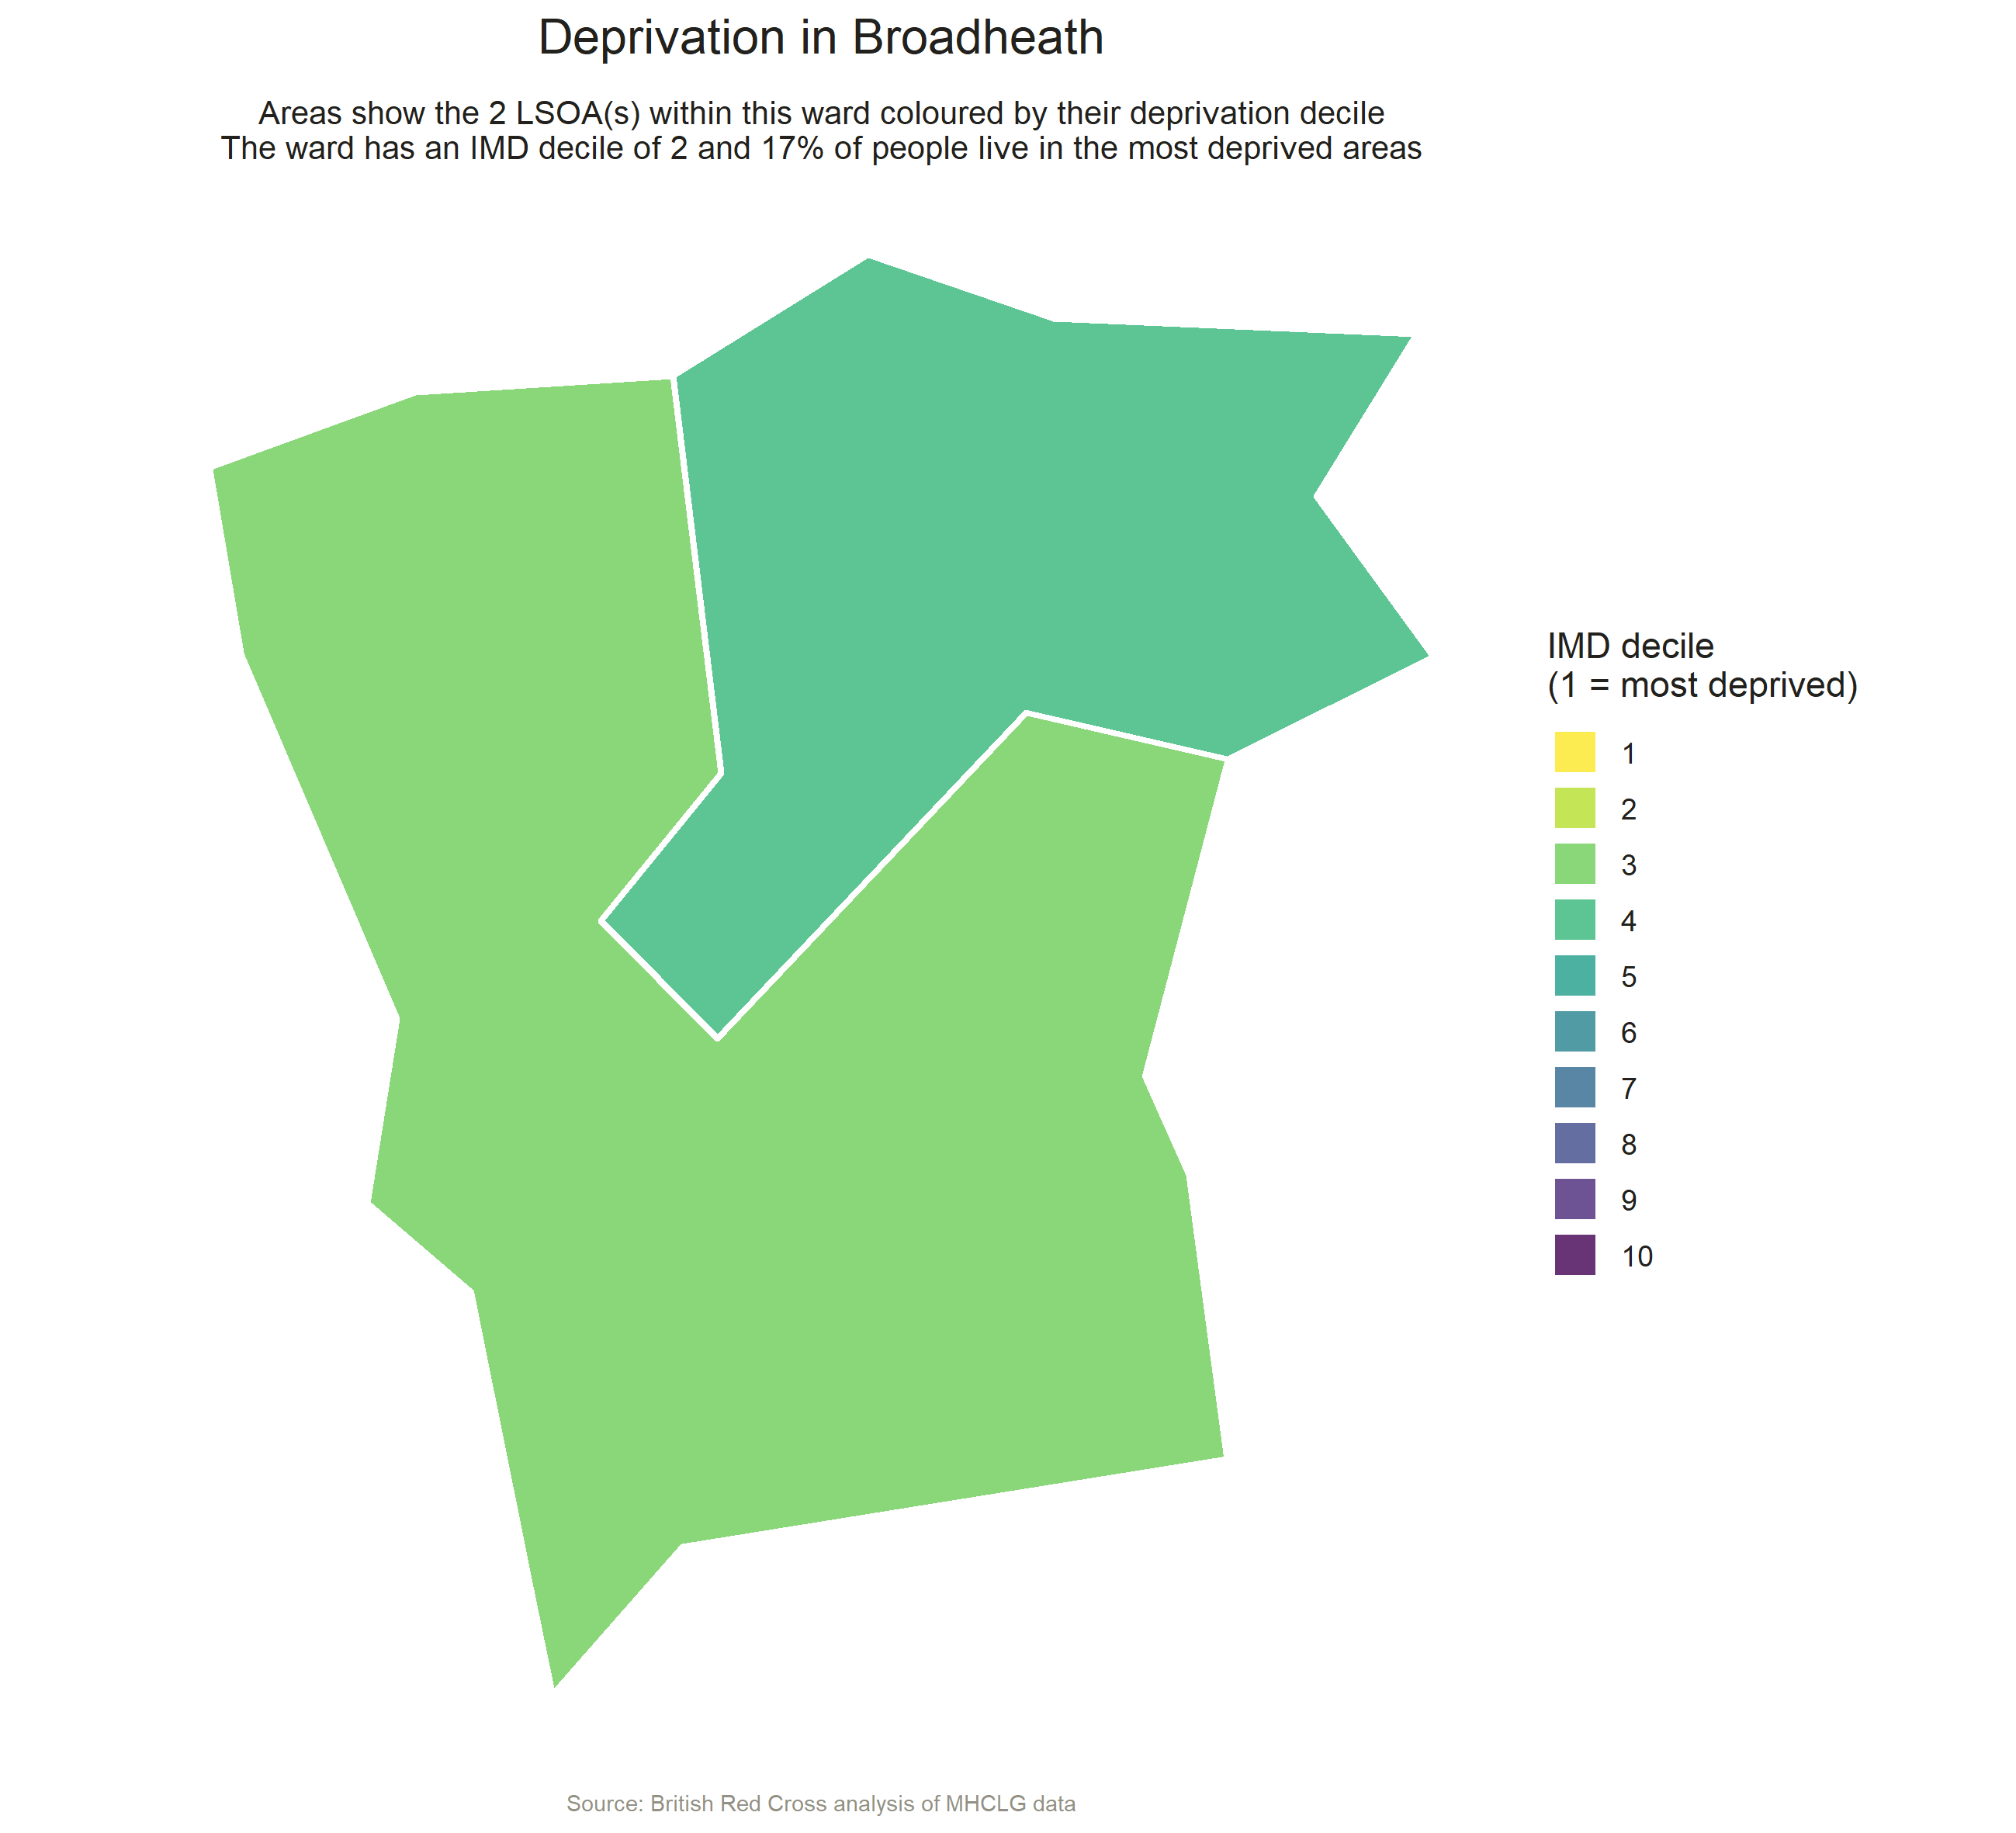 Deprivation in Broadheath
Areas show the 2 LSOA(s) within this ward coloured by their deprivation decile
The ward has an IMD decile of 2 and 17% of people live in the most deprived areas
IMD decile
(1 = most deprived)
1
2
3
4
5
6
7
8
9
10
Source: British Red Cross analysis of MHCLG data